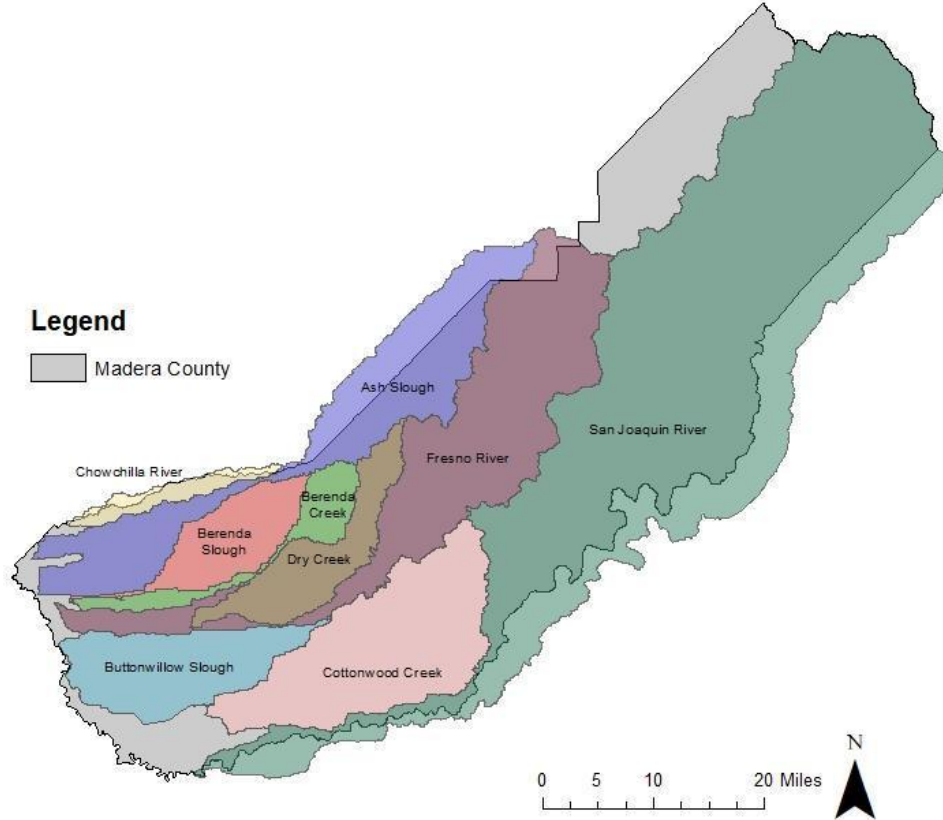 Legend
Madera County
Ash Slough
San Joaquin River
Fresno River
Chowchilla River
Berenda
Creek
Berenda
Slough
Dry Creek
Buttonwillow Slough
Cottonwood Creek
0 5 10 20 Miles
N